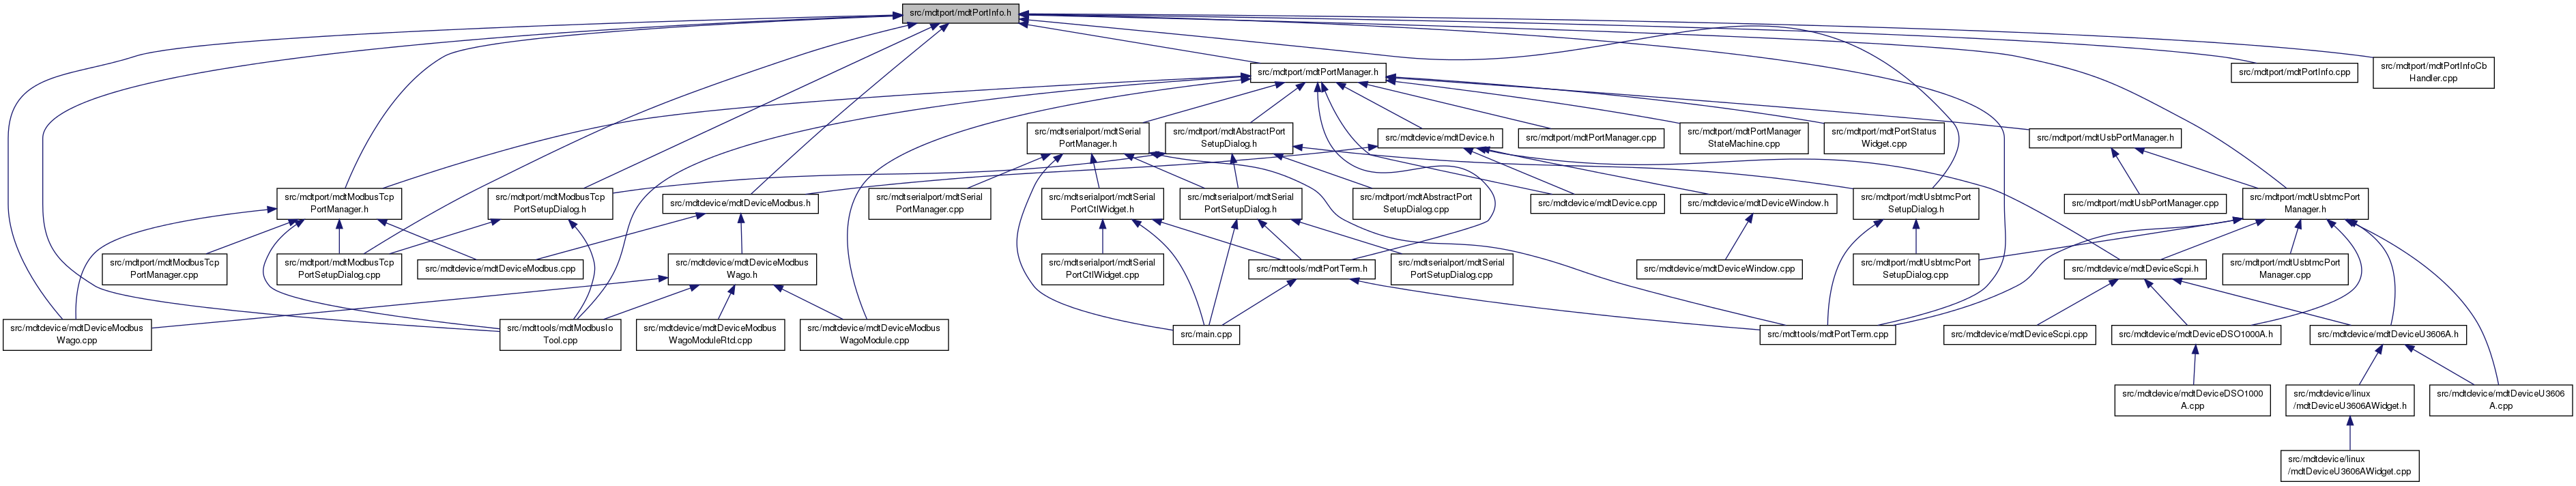 src/mdtport/mdtPortInfo.h
src/mdtport/mdtPortManager.h
src/mdtport/mdtPortInfo.cpp
src/mdtport/mdtPortInfoCb
Handler.cpp
src/mdtserialport/mdtSerial
PortManager.h
src/mdtport/mdtAbstractPort
SetupDialog.h
src/mdtdevice/mdtDevice.h
src/mdtport/mdtPortManager.cpp
src/mdtport/mdtPortManager
StateMachine.cpp
src/mdtport/mdtPortStatus
Widget.cpp
src/mdtport/mdtUsbPortManager.h
src/mdtport/mdtModbusTcp
PortManager.h
src/mdtport/mdtModbusTcp
PortSetupDialog.h
src/mdtdevice/mdtDeviceModbus.h
src/mdtserialport/mdtSerial
PortManager.cpp
src/mdtserialport/mdtSerial
PortCtlWidget.h
src/mdtserialport/mdtSerial
PortSetupDialog.h
src/mdtport/mdtAbstractPort
SetupDialog.cpp
src/mdtdevice/mdtDevice.cpp
src/mdtdevice/mdtDeviceWindow.h
src/mdtport/mdtUsbtmcPort
SetupDialog.h
src/mdtport/mdtUsbPortManager.cpp
src/mdtport/mdtUsbtmcPort
Manager.h
src/mdtport/mdtModbusTcp
PortManager.cpp
src/mdtport/mdtModbusTcp
PortSetupDialog.cpp
src/mdtdevice/mdtDeviceModbus.cpp
src/mdtdevice/mdtDeviceModbus
Wago.h
src/mdtserialport/mdtSerial
PortCtlWidget.cpp
src/mdttools/mdtPortTerm.h
src/mdtserialport/mdtSerial
PortSetupDialog.cpp
src/mdtdevice/mdtDeviceWindow.cpp
src/mdtport/mdtUsbtmcPort
SetupDialog.cpp
src/mdtdevice/mdtDeviceScpi.h
src/mdtport/mdtUsbtmcPort
Manager.cpp
src/mdtdevice/mdtDeviceModbus
Wago.cpp
src/mdttools/mdtModbusIo
Tool.cpp
src/mdtdevice/mdtDeviceModbus
WagoModuleRtd.cpp
src/mdtdevice/mdtDeviceModbus
WagoModule.cpp
src/main.cpp
src/mdttools/mdtPortTerm.cpp
src/mdtdevice/mdtDeviceScpi.cpp
src/mdtdevice/mdtDeviceDSO1000A.h
src/mdtdevice/mdtDeviceU3606A.h
src/mdtdevice/mdtDeviceDSO1000
A.cpp
src/mdtdevice/linux
/mdtDeviceU3606AWidget.h
src/mdtdevice/mdtDeviceU3606
A.cpp
src/mdtdevice/linux
/mdtDeviceU3606AWidget.cpp